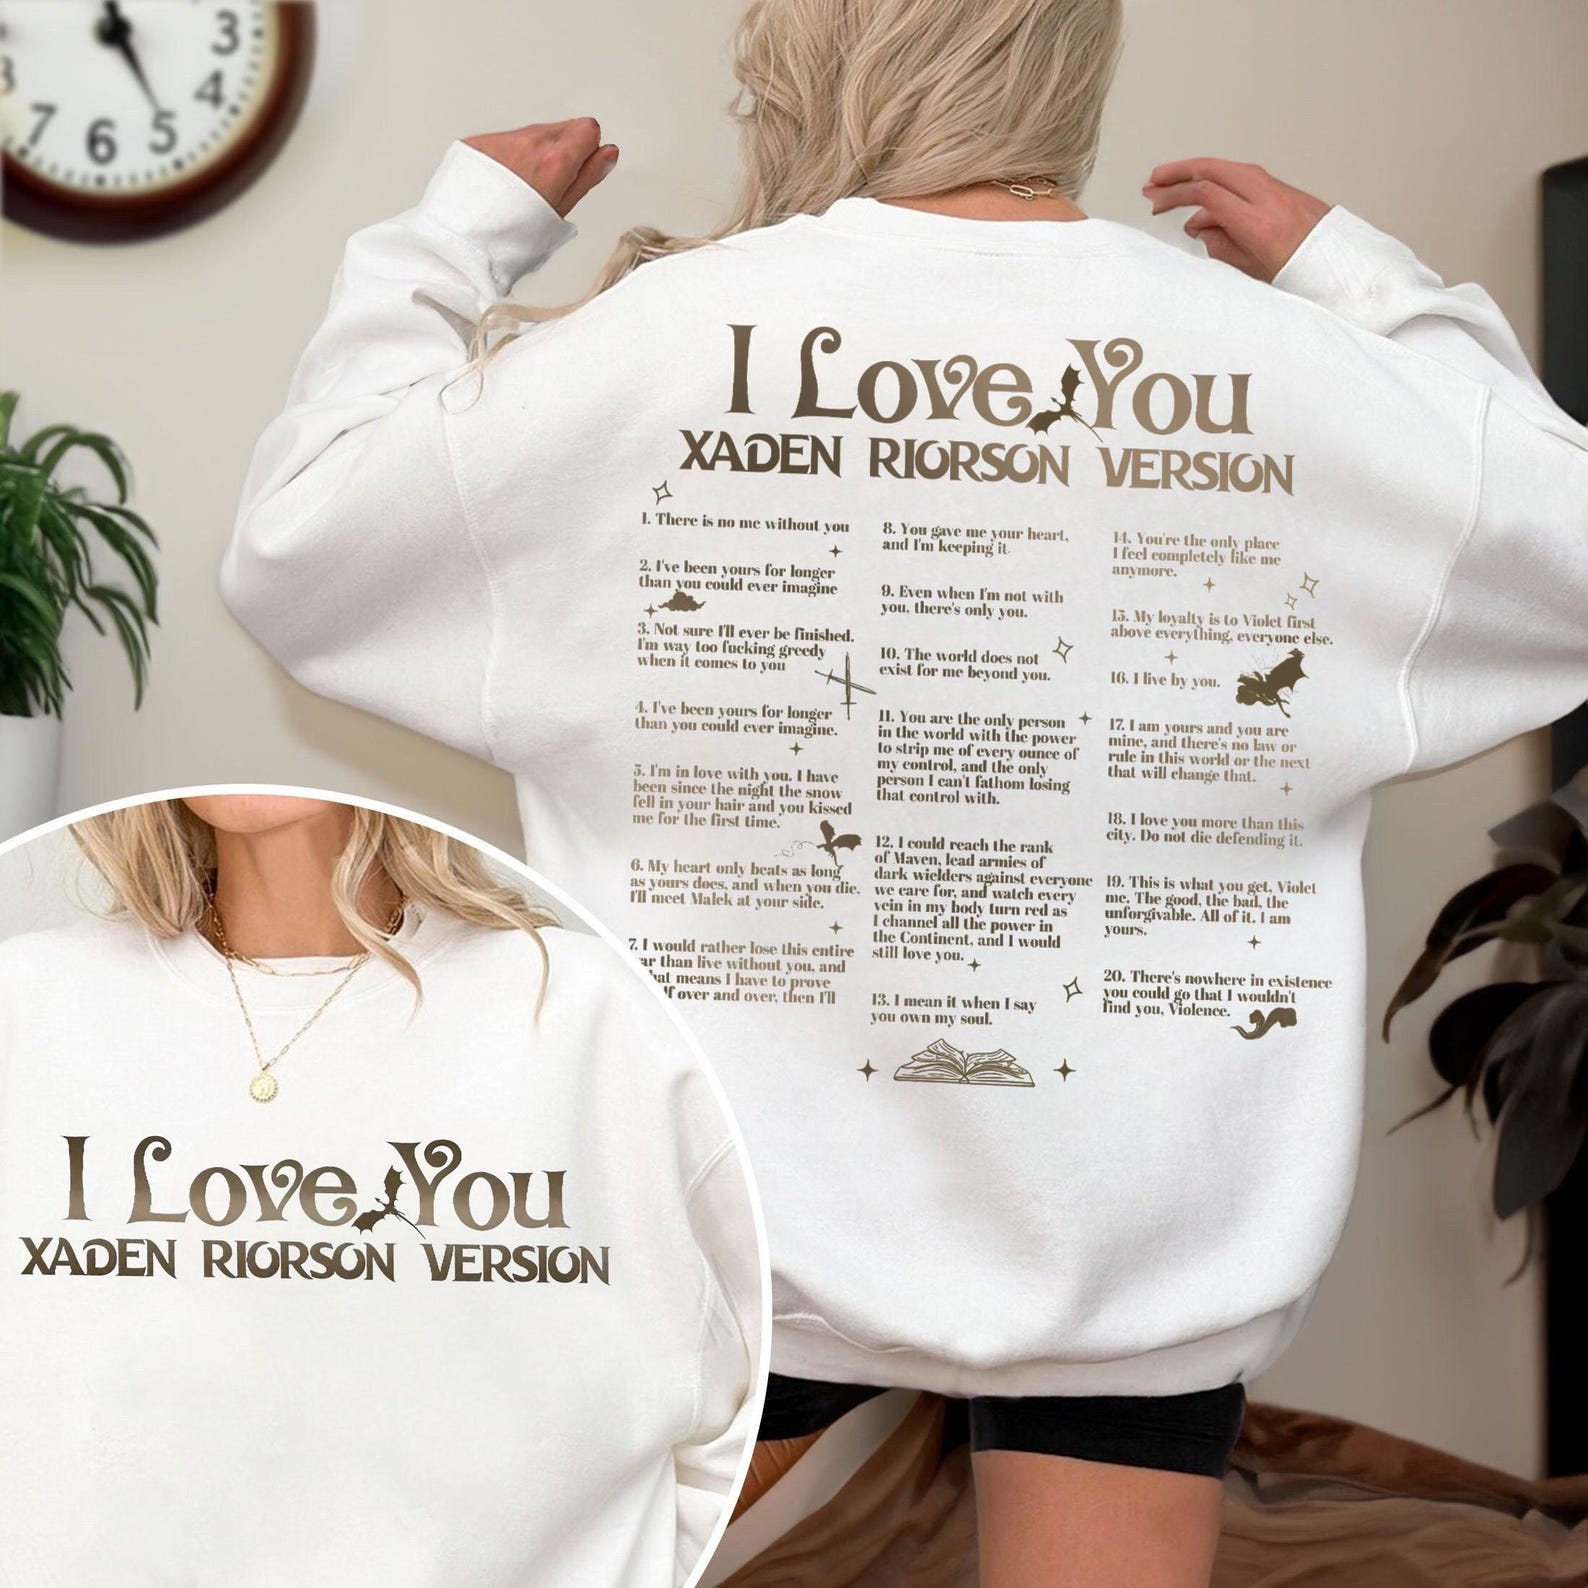 3
4
5
6
7
I Love You
XADEN RIORSON VERSION
1. There is no me without you
2. I've been yours for longer
than you could ever imagine
3. Not sure I'll ever be finished.
I'm way too fucking greedy
when it comes to you
4. I've been yours for longer
than you could ever imagine.
5. I'm in love with you. I have
been since the night the snow
fell in your hair and you kissed
me for the first time.
6. My heart only beats as long
as yours does, and when you die,
I'll meet Malek at your side.
7. I would rather lose this entire
than live without you, and
means I have to prove
over and over, then I'll
8. You gave me your heart,
and I'm keeping it.
9. Even when I'm not with
you, there's only you.
10. The world does not
exist for me beyond you.
11. You are the only person
in the world with the power
to strip me of every ounce of
my control, and the only
person I can't fathom losing
that control with.
12. I could reach the rank
of Maven, lead armies of
dark wielders against everyone
we care for, and watch every
vein in my body turn red as
I channel all the power in
the Continent, and I would
still love you.
13. I mean it when I say
you own my soul.
14. You're the only place
I feel completely like me
anymore.
15. My loyalty is to Violet first
above everything, everyone else.
16. I live by you.
17. I am yours and you are
mine, and there's no law or
rule in this world or the next
that will change that.
18. I love you more than this
city. Do not die defending it.
19. This is what you get, Violet
me. The good, the bad, the
unforgivable. All of it. I am
yours.
20. There's nowhere in existence
you could go that I wouldn't
find you, Violence.
I Love You
XADEN RIORSON VERSION